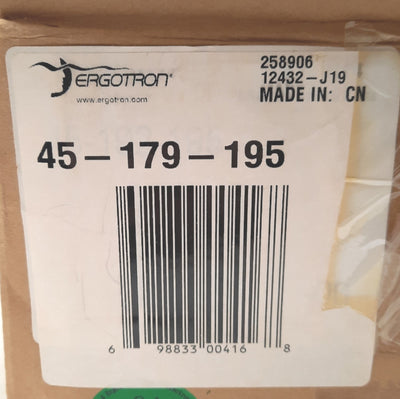 ERGOTRON®
www.ergotron.com
258906
12432-J19
MADE IN: CN
45-179-195
6 98833 00416 8